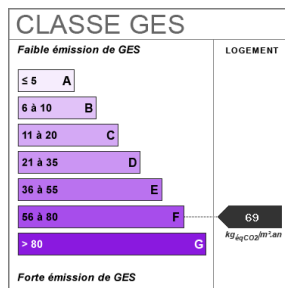 CLASSE GES
Faible émission de GES
LOGEMENT
≤ 5 A
6 à 10 B
11 à 20 C
21 à 35 D
36 à 55 E
56 à 80 F
69
kgéqCO2/m².an
> 80 G
Forte émission de GES